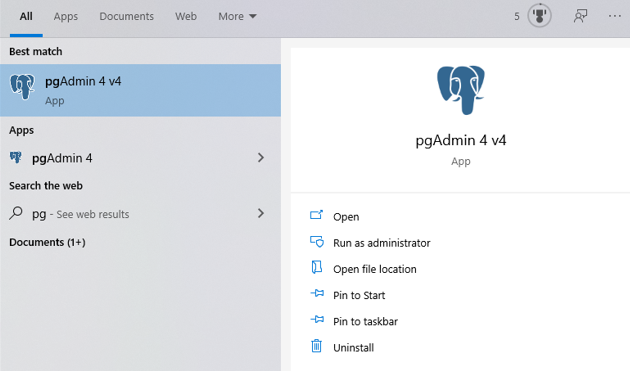 All Apps Documents Web More 5
Best match
pgAdmin 4 v4
App
Apps
pgAdmin 4
Search the web
pg - See web results
Documents (1+)
pgAdmin 4 v4
App
Open
Run as administrator
Open file location
Pin to Start
Pin to taskbar
Uninstall